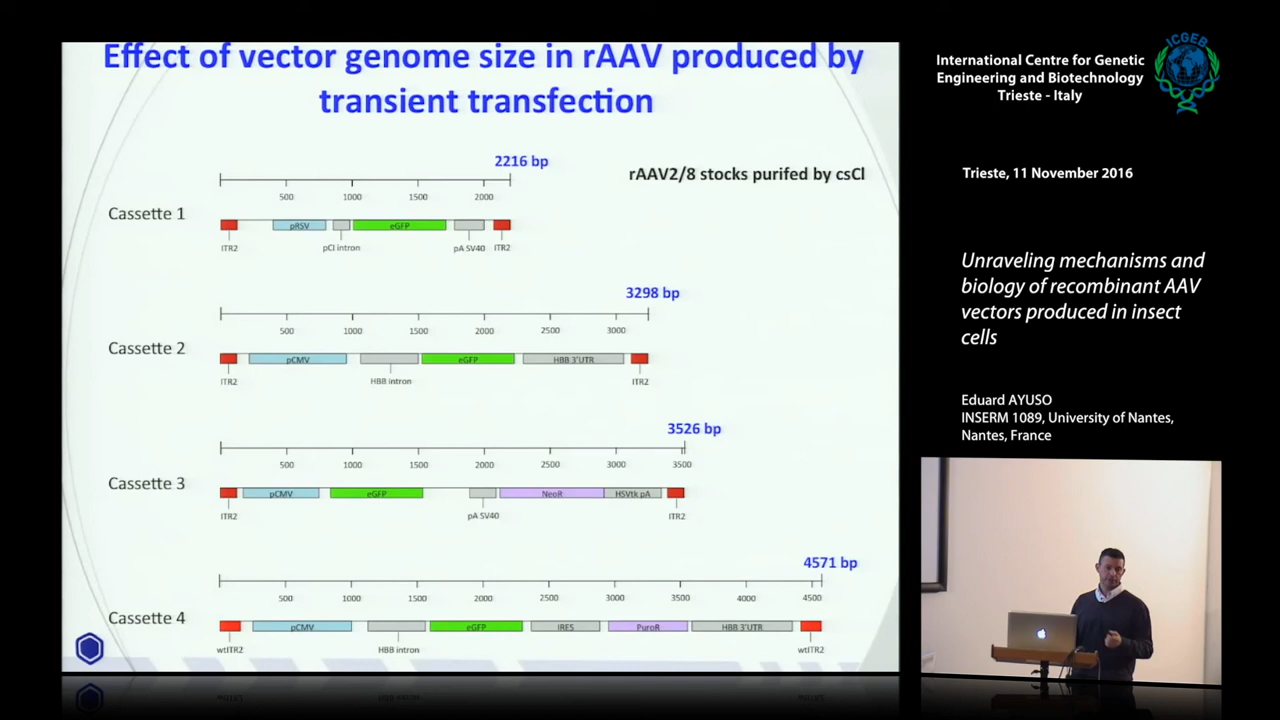 Effect of vector genome size in rAAV produced by
transient transfection
rAAV2/8 stocks purifed by csCl
2216 bp
500 1000 1500 2000
Cassette 1
pRSV eGFP
ITR2 pCI intron pA SV40 ITR2
3298 bp
500 1000 1500 2000 2500 3000
Cassette 2
pCMV eGFP HBB 3'UTR
ITR2 HBB intron ITR2
3526 bp
500 1000 1500 2000 2500 3000 3500
Cassette 3
pCMV eGFP NeoR HSVtk pA
ITR2 pA SV40 ITR2
4571 bp
500 1000 1500 2000 2500 3000 3500 4000 4500
Cassette 4
pCMV eGFP IRES PuroR HBB 3'UTR
wtITR2 HBB intron wtITR2
International Centre for Genetic
Engineering and Biotechnology
Trieste - Italy
ICGEB
Trieste, 11 November 2016
Unraveling mechanisms and
biology of recombinant AAV
vectors produced in insect
cells
Eduard AYUSO
INSERM 1089, University of Nantes,
Nantes, France